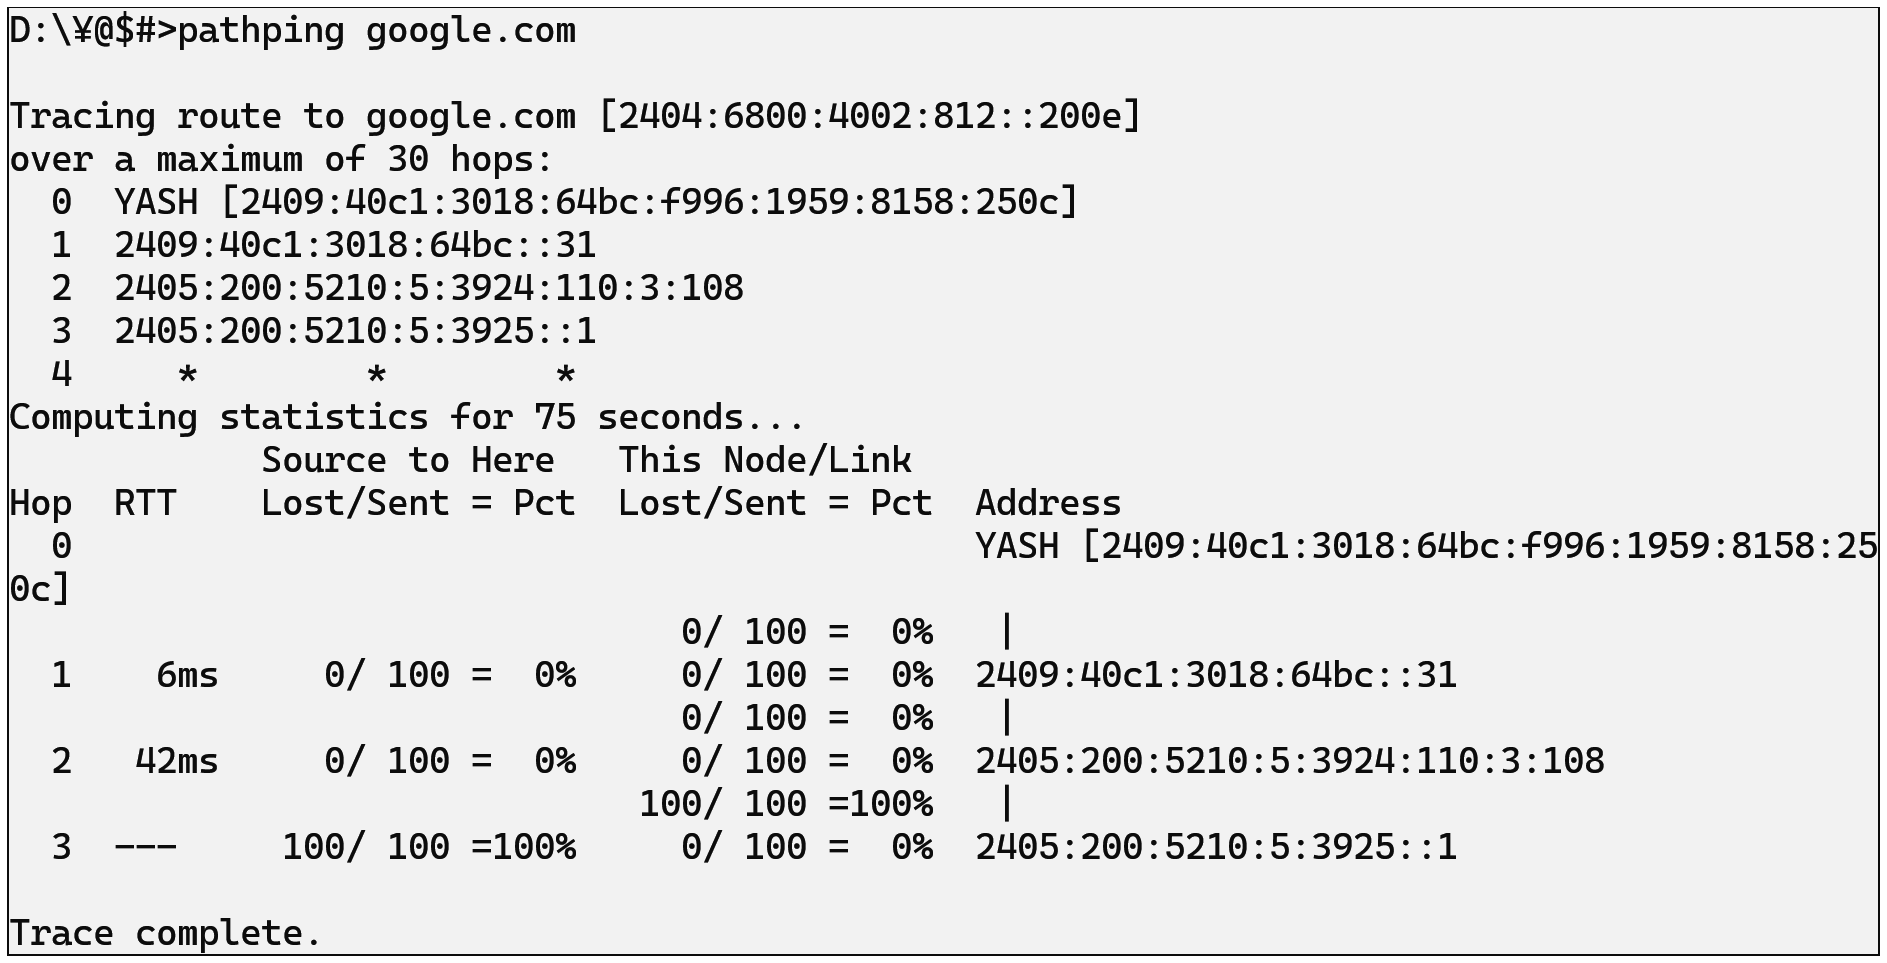 D:\¥@$#>pathping google.com

Tracing route to google.com [2404:6800:4002:812::200e]
over a maximum of 30 hops:
  0  YASH [2409:40c1:3018:64bc:f996:1959:8158:250c]
  1  2409:40c1:3018:64bc::31
  2  2405:200:5210:5:3924:110:3:108
  3  2405:200:5210:5:3925::1
  4     *        *        *
Computing statistics for 75 seconds...
            Source to Here   This Node/Link
Hop  RTT    Lost/Sent = Pct  Lost/Sent = Pct  Address
  0                                           YASH [2409:40c1:3018:64bc:f996:1959:8158:25
0c]
                                0/ 100 =  0%   |
  1    6ms     0/ 100 =  0%     0/ 100 =  0%  2409:40c1:3018:64bc::31
                                0/ 100 =  0%   |
  2   42ms     0/ 100 =  0%     0/ 100 =  0%  2405:200:5210:5:3924:110:3:108
                              100/ 100 =100%   |
  3  ---     100/ 100 =100%     0/ 100 =  0%  2405:200:5210:5:3925::1

Trace complete.